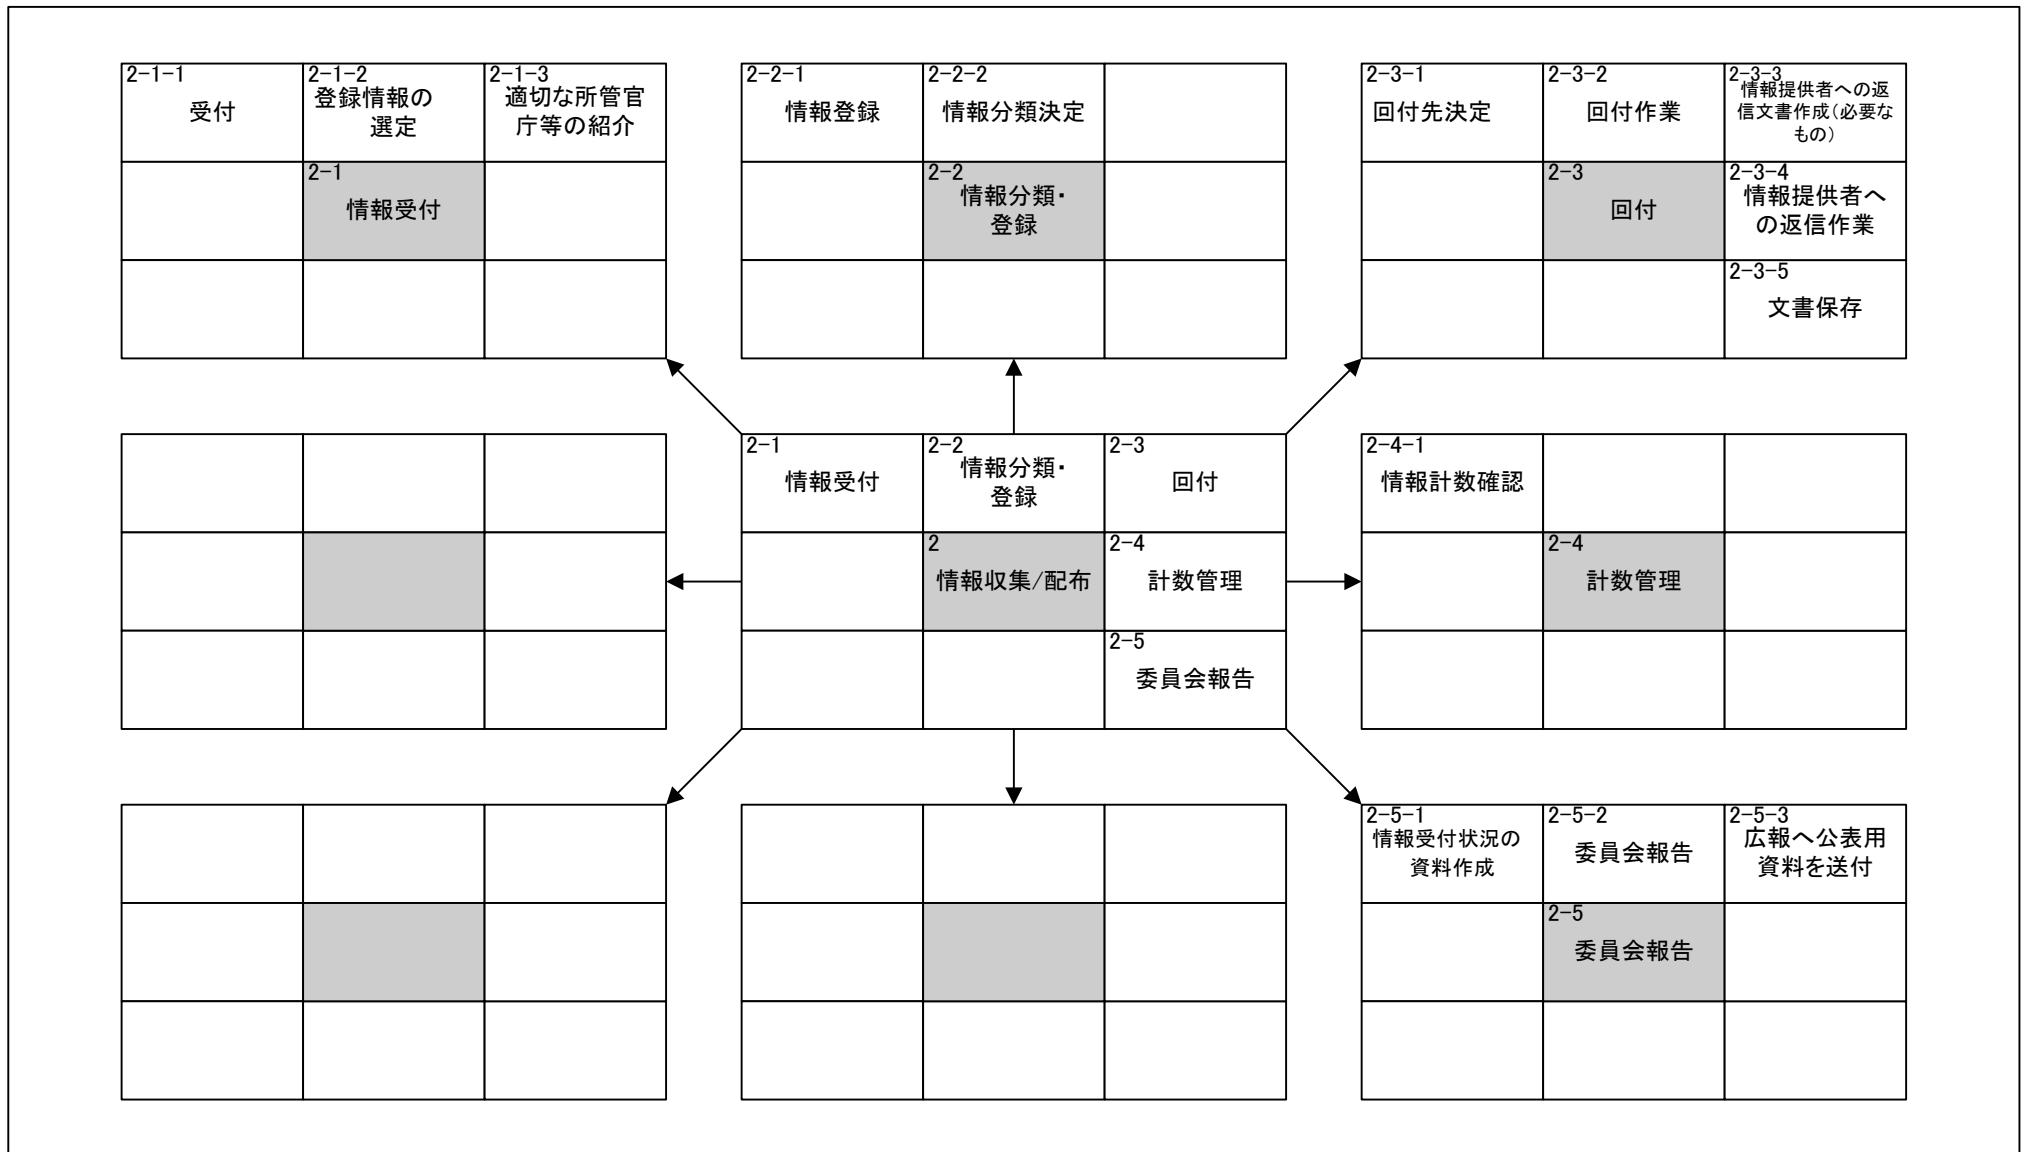 2-1-1
受付
2-1-2
登録情報の
選定
2-1-3
適切な所管官
庁等の紹介
2-1
情報受付
2-2-1
情報登録
2-2-2
情報分類決定
2-2
情報分類・
登録
2-3-1
回付先決定
2-3-2
回付作業
2-3-3
情報提供者への返
信文書作成(必要な
もの)
2-3
回付
2-3-4
情報提供者へ
の返信作業
2-3-5
文書保存
2-1
情報受付
2-2
情報分類・
登録
2-3
回付
2
情報収集/配布
2-4
計数管理
2-5
委員会報告
2-4-1
情報計数確認
2-4
計数管理
2-5-1
情報受付状況の
資料作成
2-5-2
委員会報告
2-5-3
広報へ公表用
資料を送付
2-5
委員会報告